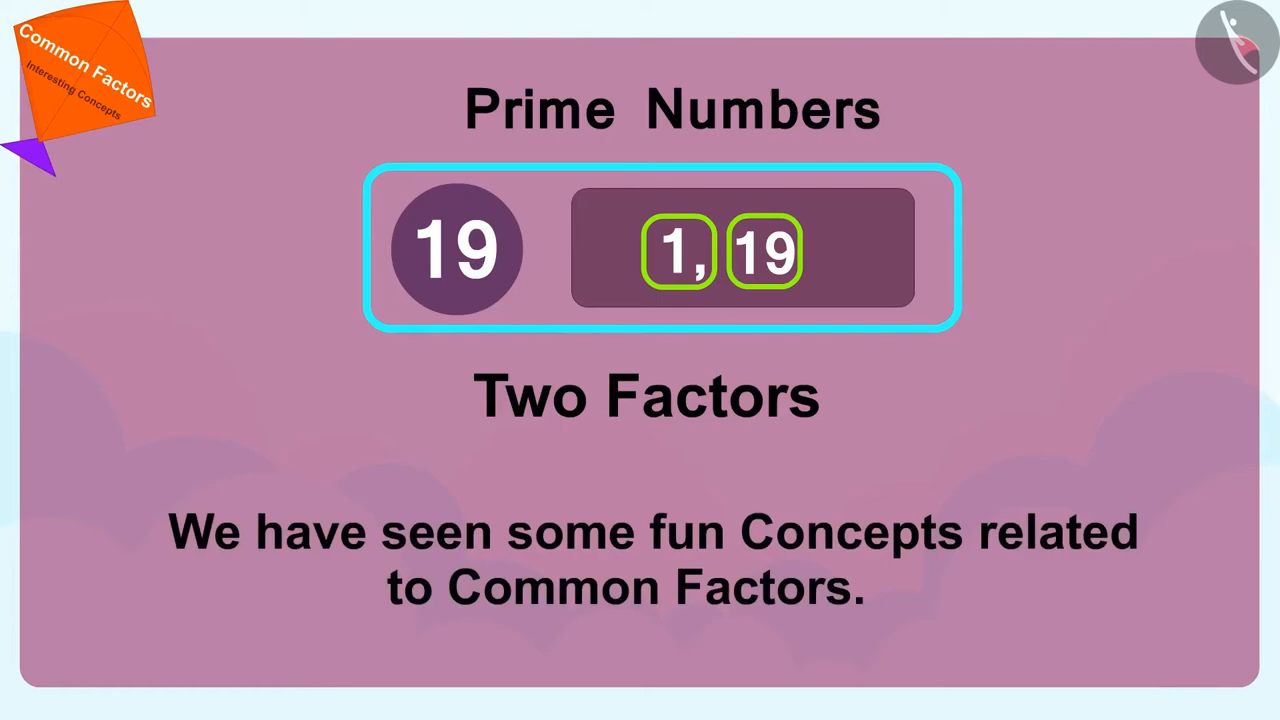 Common Factors
Interesting Concepts
Prime Numbers
19 1, 19
Two Factors
We have seen some fun Concepts related
to Common Factors.